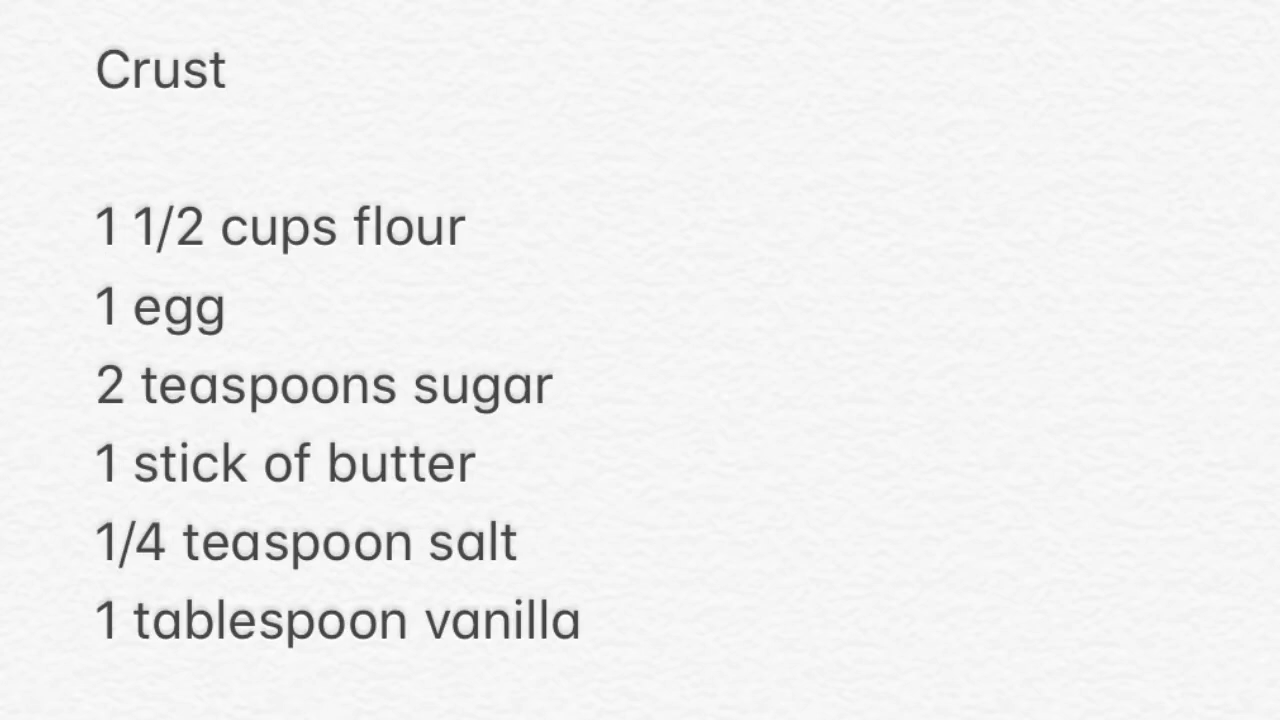 Crust
1 1/2 cups flour
1 egg
2 teaspoons sugar
1 stick of butter
1/4 teaspoon salt
1 tablespoon vanilla